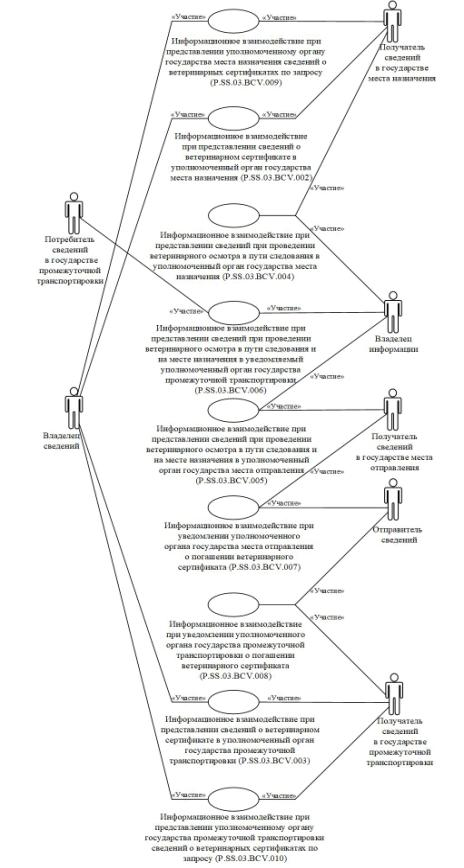 «Участие»
«Участие»
Информационное взаимодействие при
представлении уполномоченному органу
государства места назначения сведений о
ветеринарных сертификатах по запросу
(P.SS.03.BCV.009)
Получатель
сведений
в государстве
места назначения
«Участие»
«Участие»
Информационное взаимодействие
при представлении сведений о
ветеринарном сертификате в
уполномоченный орган государства
места назначения (P.SS.03.BCV.002)
«Участие»
Потребитель
сведений
в государстве
промежуточной
транспортировки
Информационное взаимодействие при
представлении сведений при проведении
ветеринарного осмотра в пути следования в
уполномоченный орган государства места
назначения (P.SS.03.BCV.004)
«Участие»
«Участие»
«Участие»
Информационное взаимодействие при
представлении сведений при проведении
ветеринарного осмотра в пути следования и
на месте назначения в уведомляемый
уполномоченный орган государства
промежуточной транспортировки
(P.SS.03.BCV.006)
Владелец
информации
«Участие»
«Участие»
Владелец
сведений
Информационное взаимодействие при
представлении сведений при проведении
ветеринарного осмотра в пути следования и
на месте назначения в уполномоченный
орган государства места отправления
(P.SS.03.BCV.005)
Получатель
сведений
в государстве места
отправления
«Участие»
«Участие»
Информационное взаимодействие при
уведомлении уполномоченного
органа государства места отправления
о погашении ветеринарного
сертификата (P.SS.03.BCV.007)
Отправитель
сведений
«Участие»
«Участие»
Информационное взаимодействие
при уведомлении уполномоченного
органа государства промежуточной
транспортировки о погашении
ветеринарного сертификата
(P.SS.03.BCV.008)
«Участие»
«Участие»
Информационное взаимодействие при
представлении сведений о ветеринарном
сертификате в уполномоченный орган
государства промежуточной
транспортировки (P.SS.03.BCV.003)
Получатель
сведений
в государстве
промежуточной
транспортировки
«Участие»
«Участие»
Информационное взаимодействие при
представлении уполномоченному органу
государства промежуточной транспортировки
сведений о ветеринарных сертификатах по
запросу (P.SS.03.BCV.010)